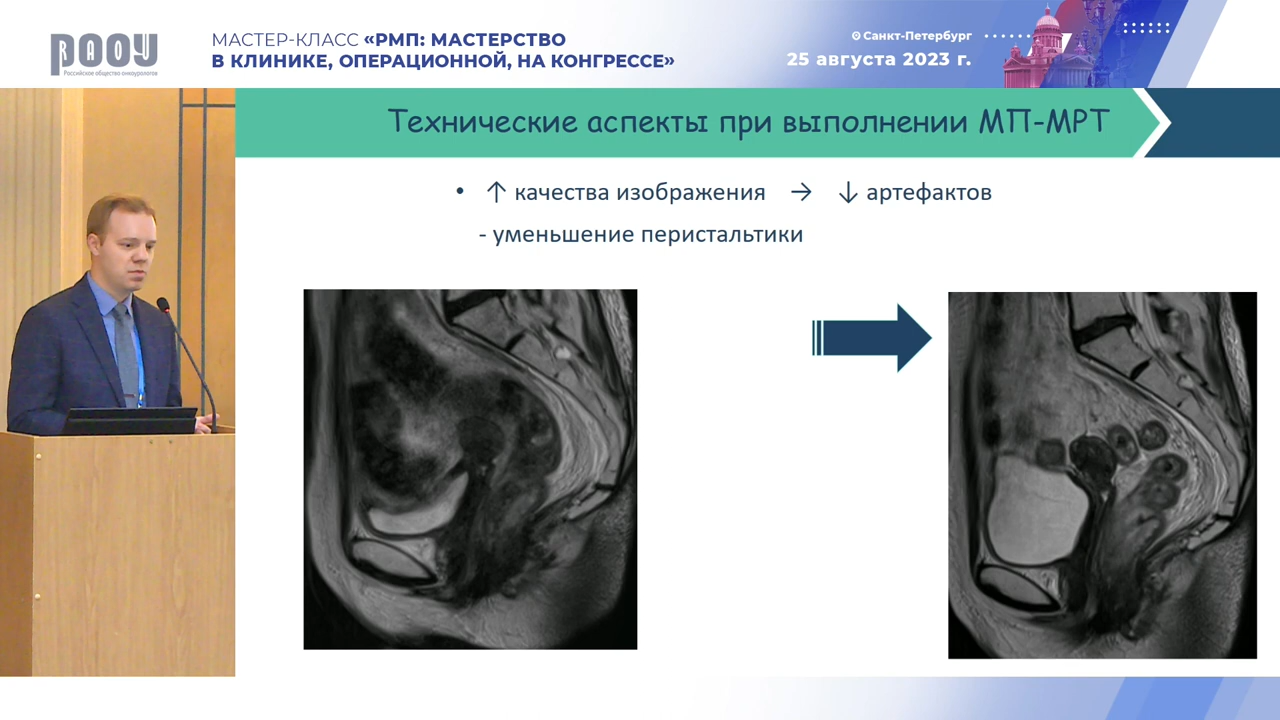 RAOY
Российское общество онкоурологов
МАСТЕР-КЛАСС «РМП: МАСТЕРСТВО
В КЛИНИКЕ, ОПЕРАЦИОННОЙ, НА КОНГРЕССЕ»
Санкт-Петербург
25 августа 2023 г.
Технические аспекты при выполнении МП-МРТ
• ↑ качества изображения → ↓ артефактов
- уменьшение перистальтики